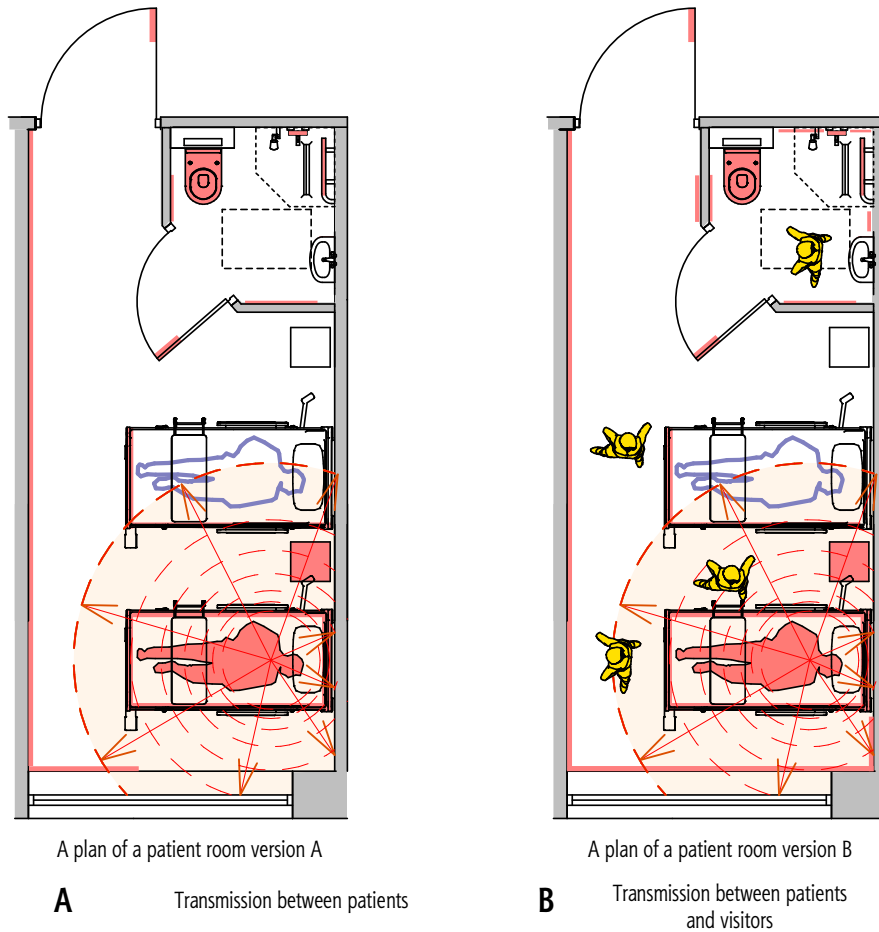 A plan of a patient room version A
A Transmission between patients
A plan of a patient room version B
B Transmission between patients
and visitors